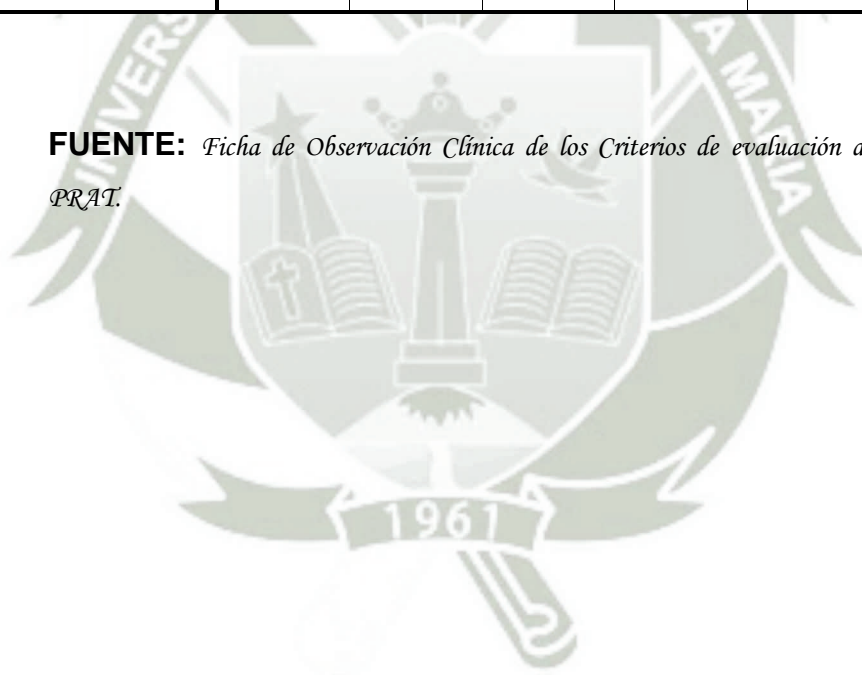 FUENTE: Ficha de Observación Clínica de los Criterios de evaluación
PRAT.
1961